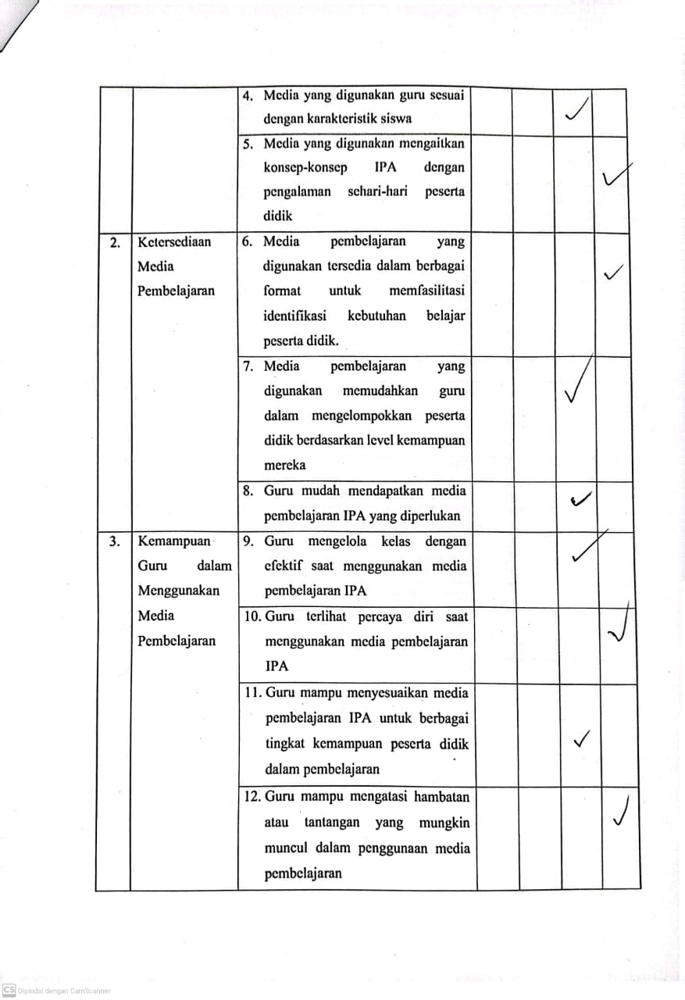 4. Media yang digunakan guru sesuai
dengan karakteristik siswa
5. Media yang digunakan mengaitkan
konsep-konsep IPA dengan
pengalaman sehari-hari peserta
didik
2. Ketersediaan
Media
Pembelajaran
6. Media pembelajaran yang
digunakan tersedia dalam berbagai
format untuk memfasilitasi
identifikasi kebutuhan belajar
peserta didik.
7. Media pembelajaran yang
digunakan memudahkan guru
dalam mengelompokkan peserta
didik berdasarkan level kemampuan
mereka
8. Guru mudah mendapatkan media
pembelajaran IPA yang diperlukan
3. Kemampuan
Guru dalam
Menggunakan
Media
Pembelajaran
9. Guru mengelola kelas dengan
efektif saat menggunakan media
pembelajaran IPA
10. Guru terlihat percaya diri saat
menggunakan media pembelajaran
IPA
11. Guru mampu menyesuaikan media
pembelajaran IPA untuk berbagai
tingkat kemampuan peserta didik
dalam pembelajaran
12. Guru mampu mengatasi hambatan
atau tantangan yang mungkin
muncul dalam penggunaan media
pembelajaran
CS Dipindai dengan CamScanner